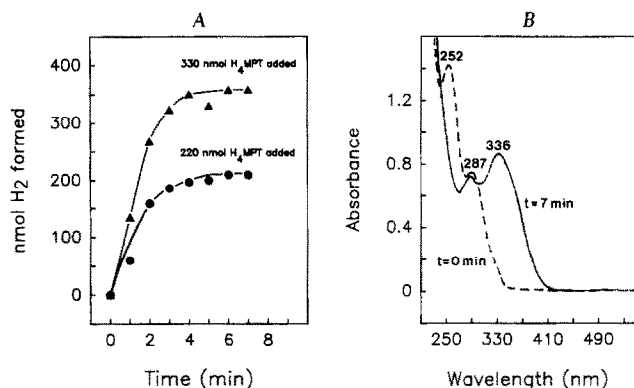 A
B
nmol H2 formed
400
300
200
100
0
330 nmol H4MPT added
220 nmol H4MPT added
0
2
4
6
8
Time (min)
Absorbance
1.2
0.8
0.4
0
252
287
336
t=7 min
t=0min
250
330
410
490
Wavelength (nm)